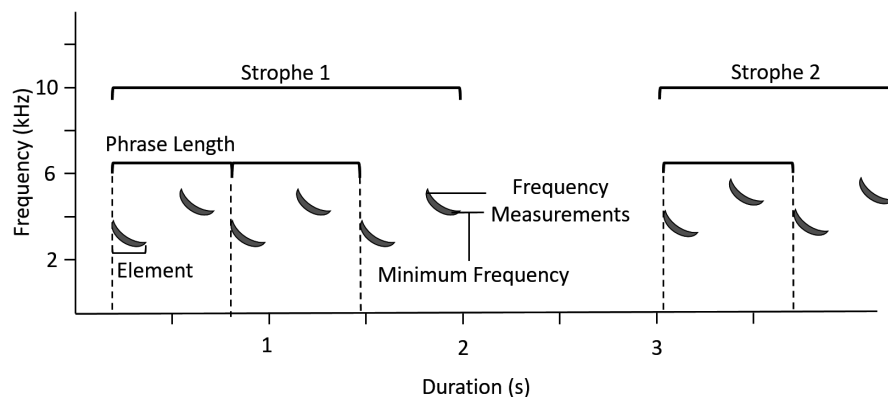 Strophe 1
Strophe 2
10
Phrase Length
6
Frequency (kHz)
Frequency
Measurements
2
Element
Minimum Frequency
1
2
3
Duration (s)